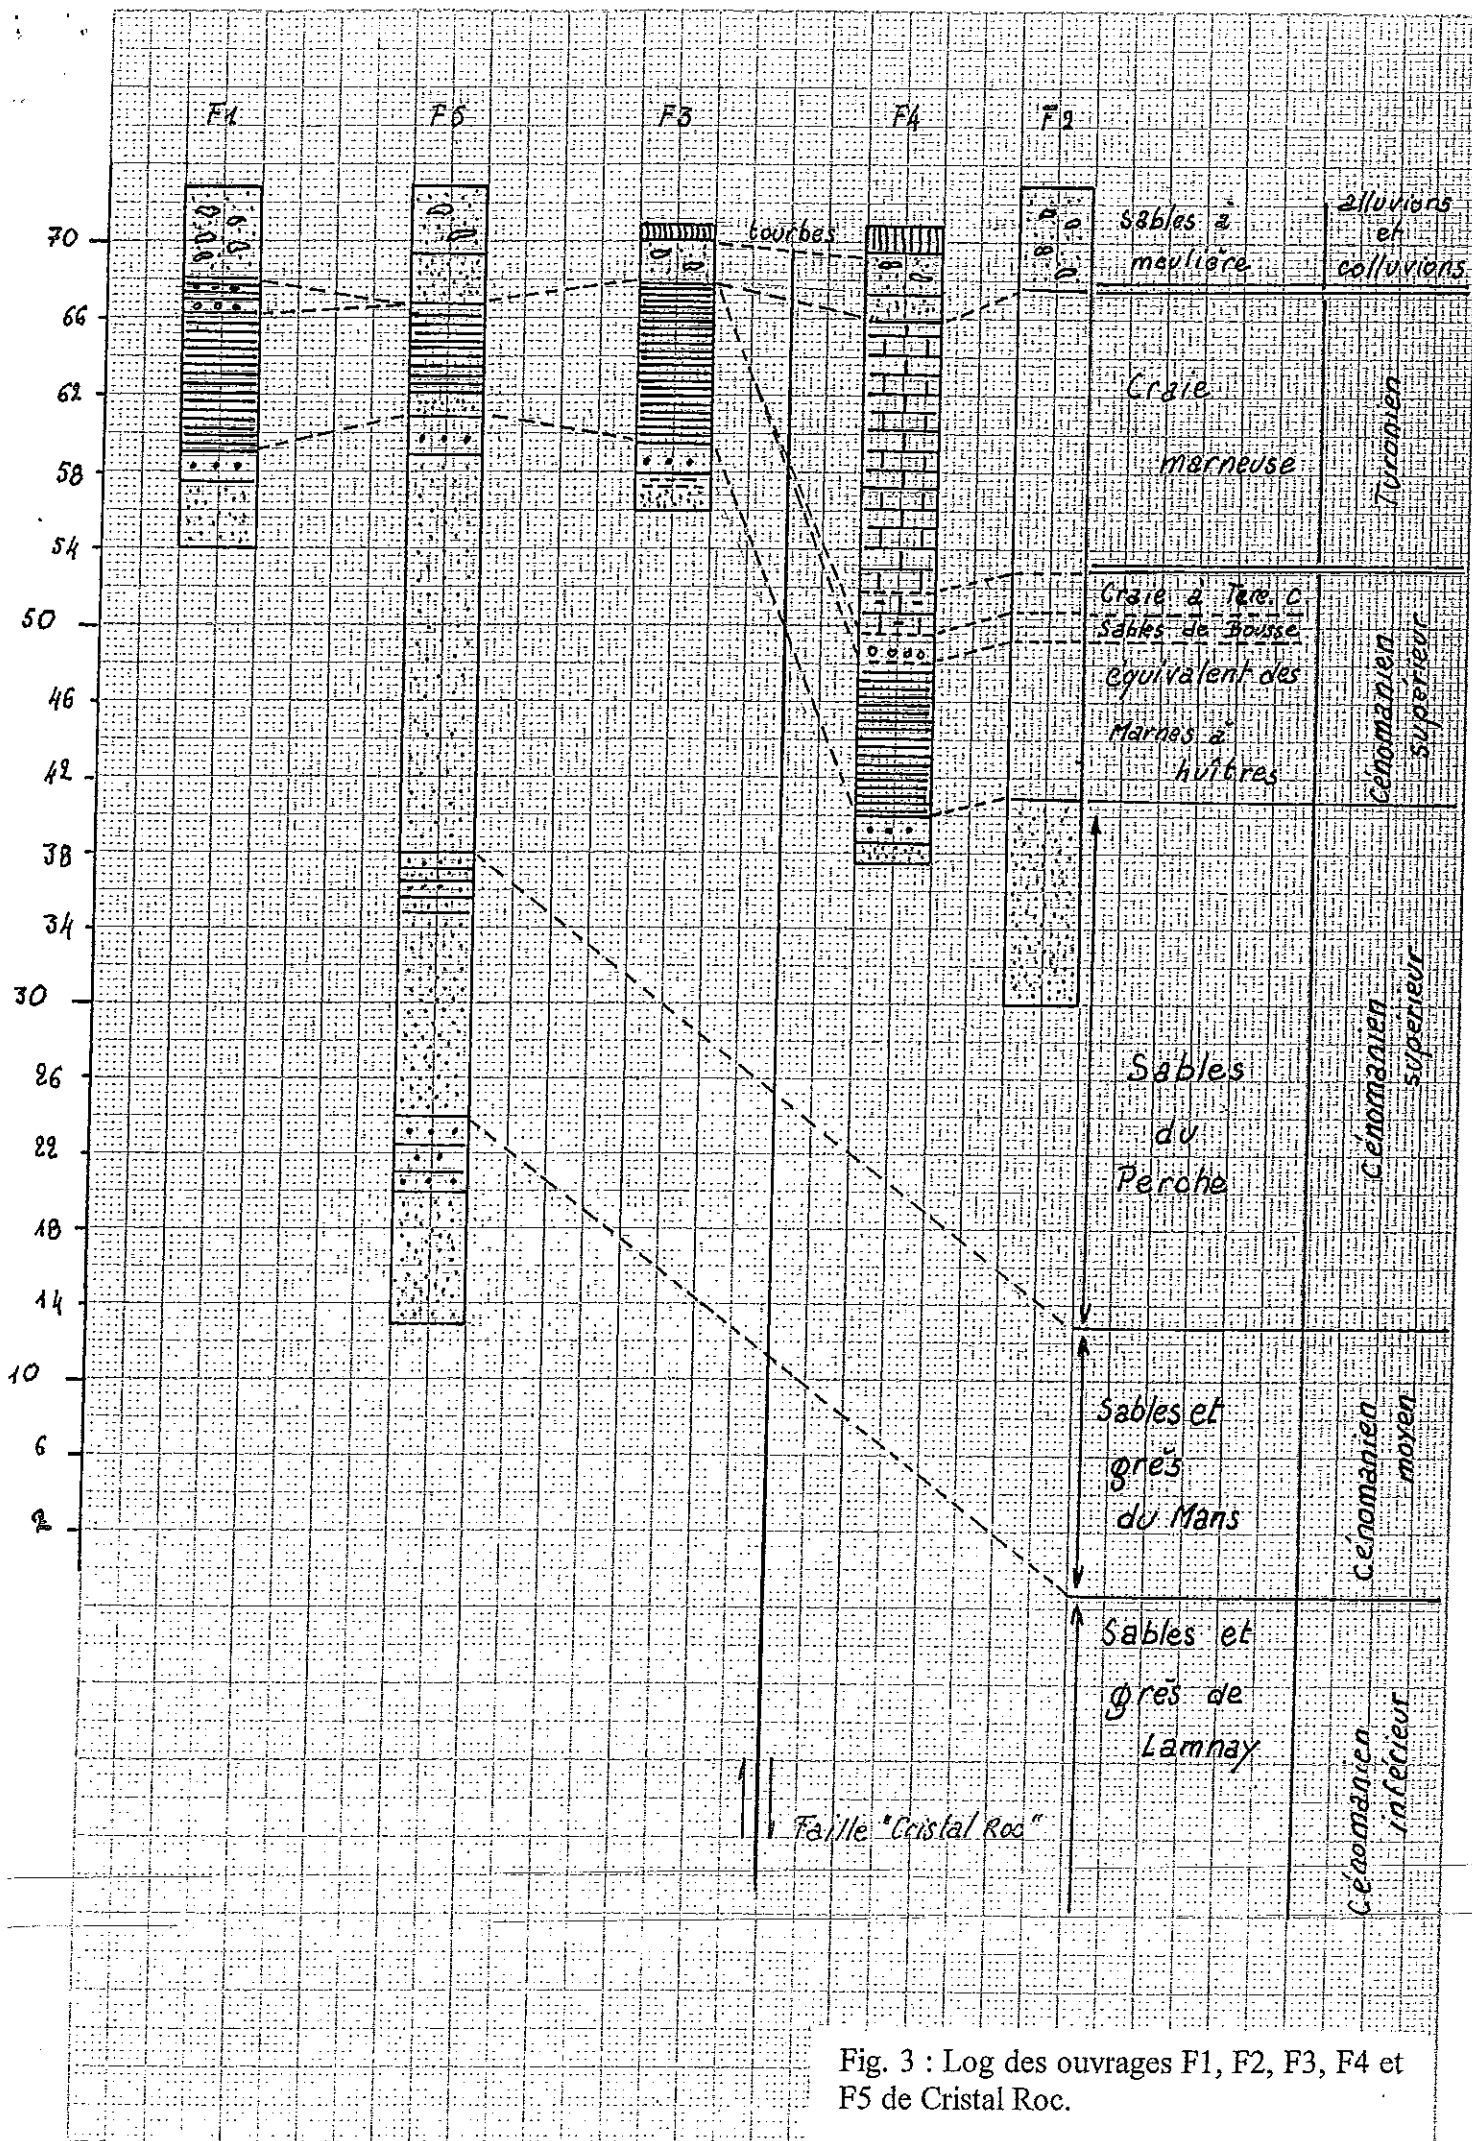 F1 F5 F3 F4 F2
70
66
62
58
54
50
46
42
38
34
30
26
22
18
14
10
6
2
tourbes
sables à
meulière
alluvions
et
colluvions
Craie
marneuse
Turonien
Craie à Tere. C
Sables de Bousse
équivalent des
Marnes à
huîtres
Cénomanien
supérieur
Sables
du
Perche
Cénomanien
supérieur
Sables et
grès
du Mans
Cénomanien
moyen
Sables et
grès de
Lamnay
Cénomanien
inférieur
Faille "Cristal Roc"
Fig. 3 : Log des ouvrages F1, F2, F3, F4 et
F5 de Cristal Roc.